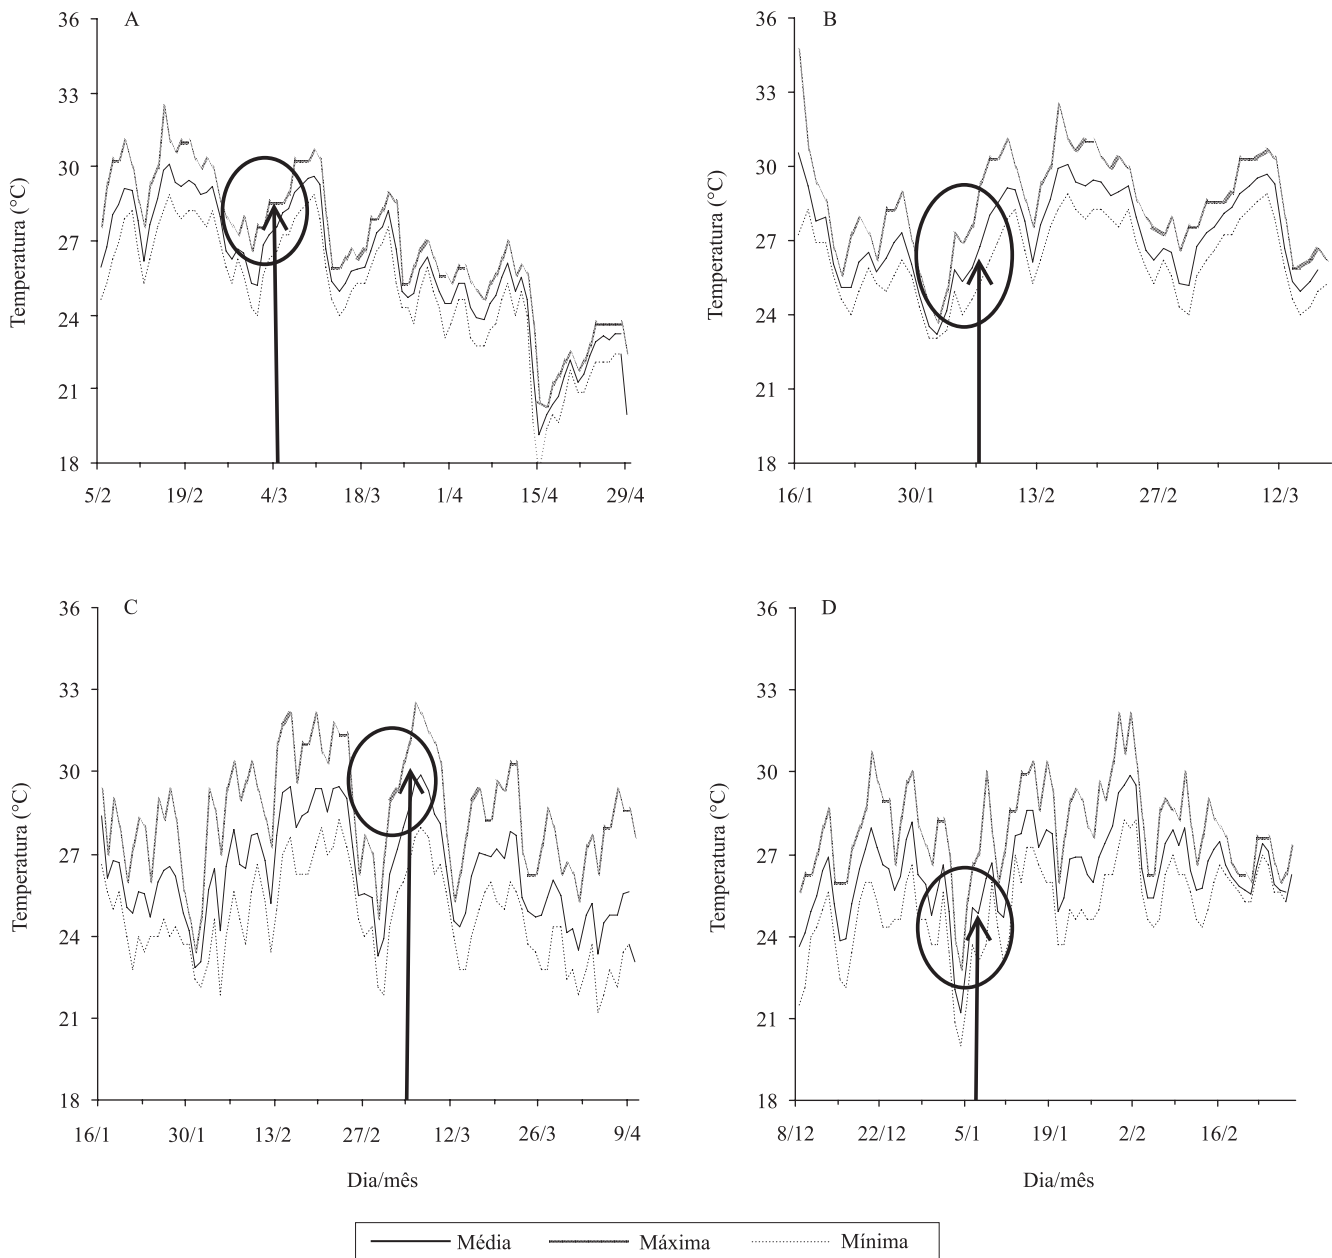 A
36
33
30
27
24
21
18
Temperatura (°C)
5/2 19/2 4/3 18/3 1/4 15/4 29/4
B
36
33
30
27
24
21
18
Temperatura (°C)
16/1 30/1 13/2 27/2 12/3
C
36
33
30
27
24
21
18
Temperatura (°C)
16/1 30/1 13/2 27/2 12/3 26/3 9/4
Dia/mês
D
36
33
30
27
24
21
18
Temperatura (°C)
8/12 22/12 5/1 19/1 2/2 16/2
Dia/mês
Média Máxima Mínima